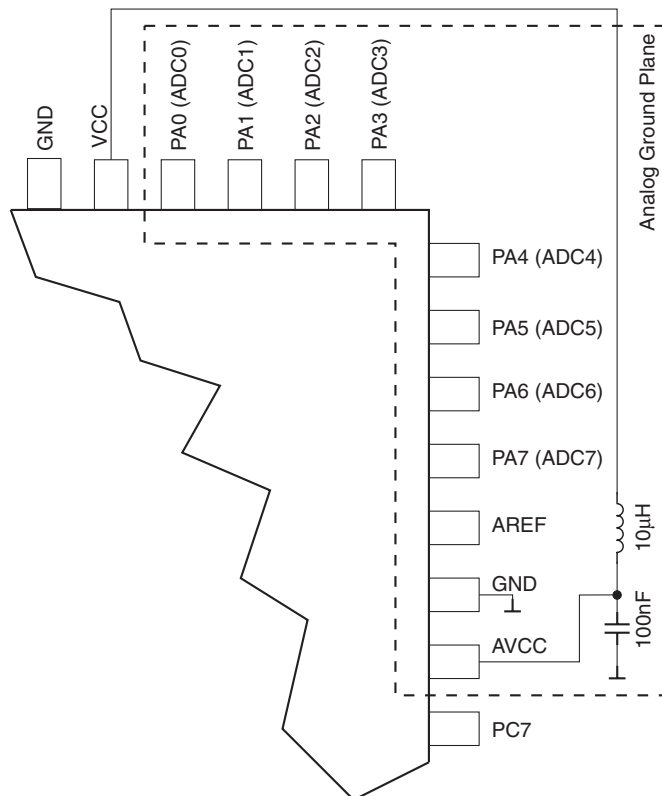 GND
VCC
PA0 (ADC0)
PA1 (ADC1)
PA2 (ADC2)
PA3 (ADC3)
Analog Ground Plane
PA4 (ADC4)
PA5 (ADC5)
PA6 (ADC6)
PA7 (ADC7)
AREF
10µH
GND
AVCC
100nF
PC7